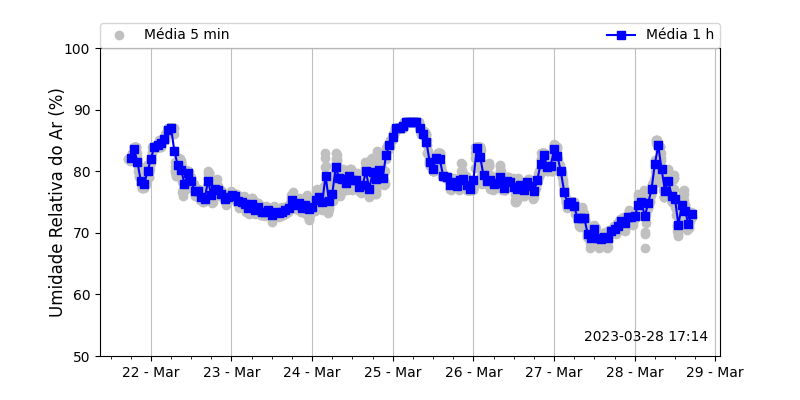 Média 5 min
Média 1 h
100
90
80
70
60
50
Umidade Relativa do Ar (%)
2023-03-28 17:14
22 - Mar
23 - Mar
24 - Mar
25 - Mar
26 - Mar
27 - Mar
28 - Mar
29 - Mar